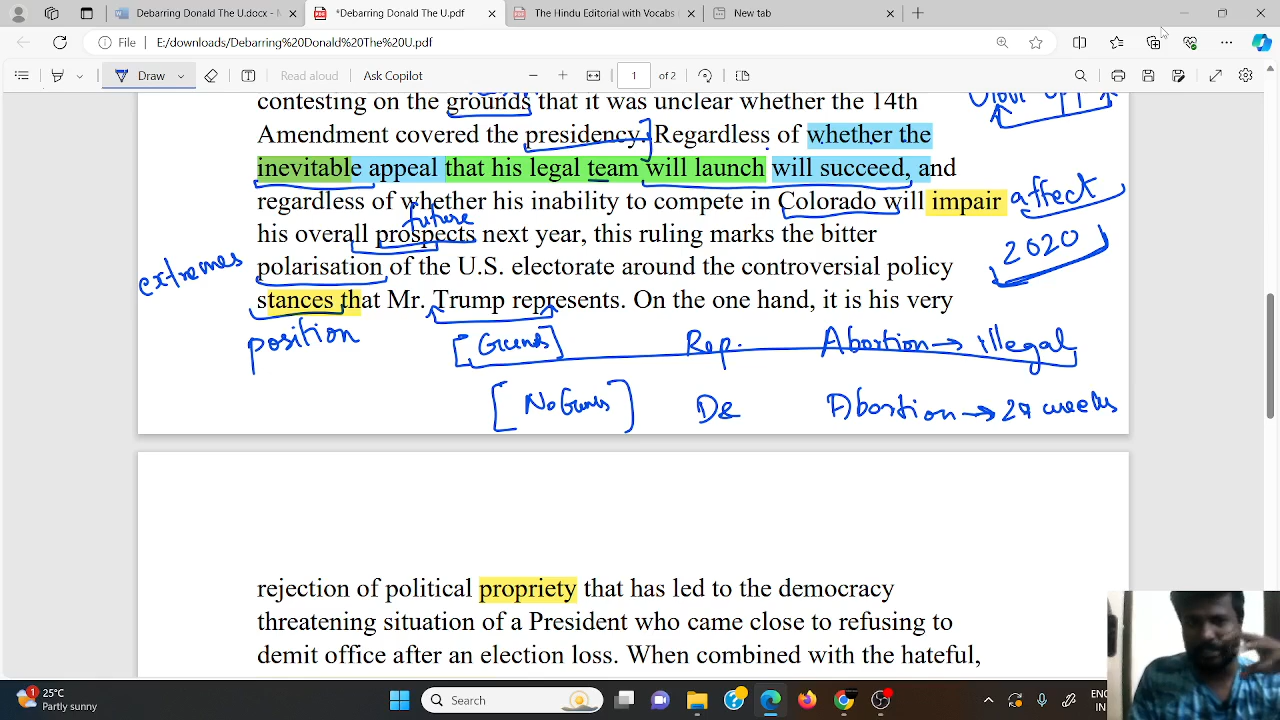 Debarring Donald The U.docx - M
*Debarring Donald The U.pdf
The Hindu Editorial with Vocabs
New tab
File E:/downloads/Debarring%20Donald%20The%20U.pdf
Draw Read aloud Ask Copilot 1 of 2
contesting on the grounds that it was unclear whether the 14th
Amendment covered the presidency. Regardless of whether the
inevitable appeal that his legal team will launch will succeed, and
regardless of whether his inability to compete in Colorado will impair affect
future
his overall prospects next year, this ruling marks the bitter 2020
extremes polarisation of the U.S. electorate around the controversial policy
stances that Mr. Trump represents. On the one hand, it is his very
position [Guns] Rep. Abortion → illegal
[No Guns] De Abortion → 24 weeks
rejection of political propriety that has led to the democracy
threatening situation of a President who came close to refusing to
demit office after an election loss. When combined with the hateful,
1 25°C
Partly sunny
Search
ENG
IN